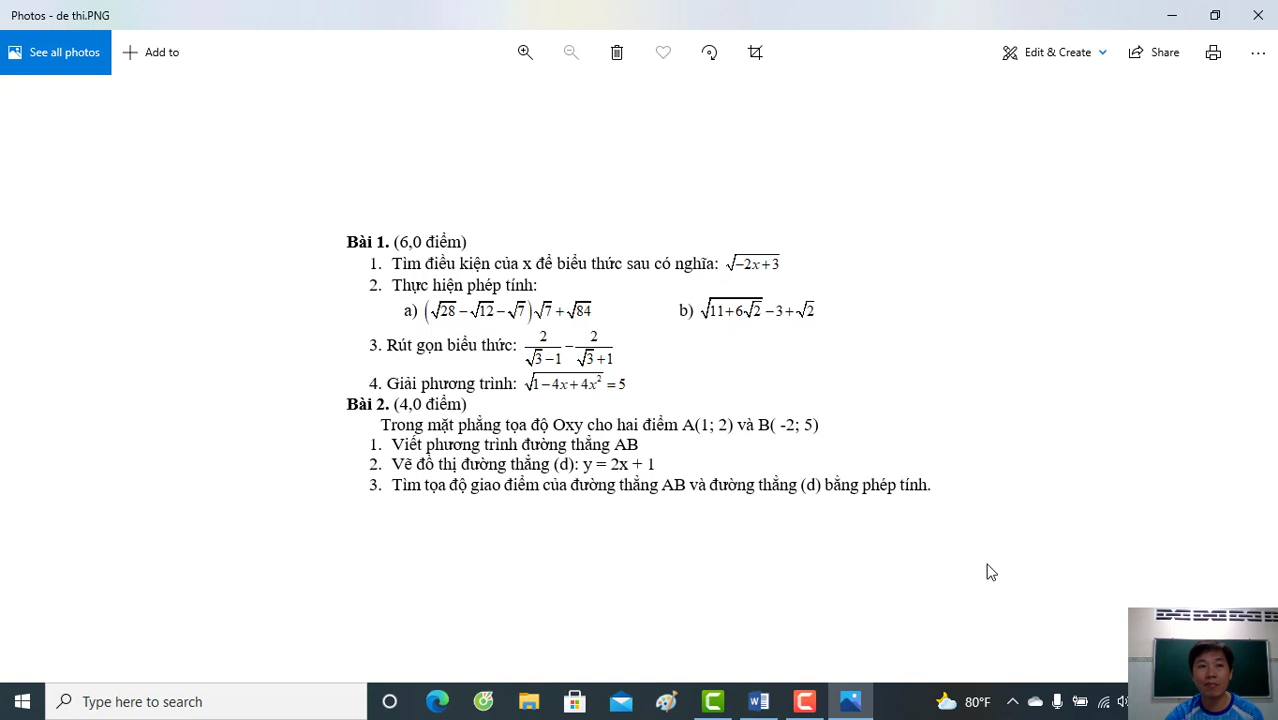 Photos - de thi.PNG
See all photos
Add to
Edit & Create
Share
Bài 1. (6,0 điểm)
1. Tìm điều kiện của x để biểu thức sau có nghĩa: √(-2x+3)
2. Thực hiện phép tính:
a) (√28 - √12 - √7)√7 + √84 b) √(11+6√2) - 3 + √2
3. Rút gọn biểu thức: 2/(√3-1) - 2/(√3+1)
4. Giải phương trình: √(1-4x+4x²) = 5
Bài 2. (4,0 điểm)
Trong mặt phẳng tọa độ Oxy cho hai điểm A(1; 2) và B( -2; 5)
1. Viết phương trình đường thẳng AB
2. Vẽ đồ thị đường thẳng (d): y = 2x + 1
3. Tìm tọa độ giao điểm của đường thẳng AB và đường thẳng (d) bằng phép tính.
Type here to search
80°F